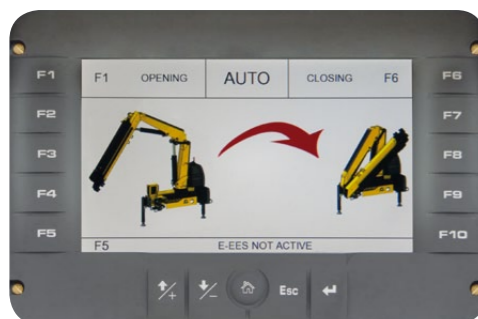 F1 F1 OPENING AUTO CLOSING F6 F6
F2 F7
F3 F8
F4 F9
F5 F10
F5 E-EES NOT ACTIVE
+ - Esc